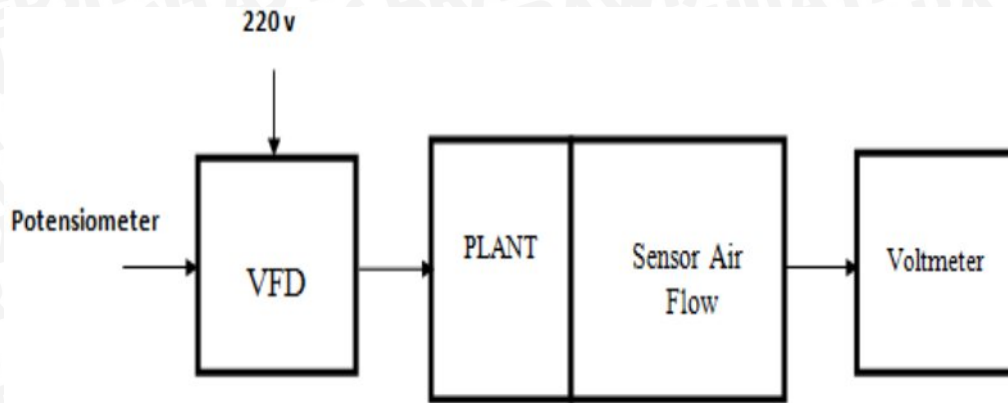 220 v
Potensiometer
VFD
PLANT
Sensor Air
Flow
Voltmeter